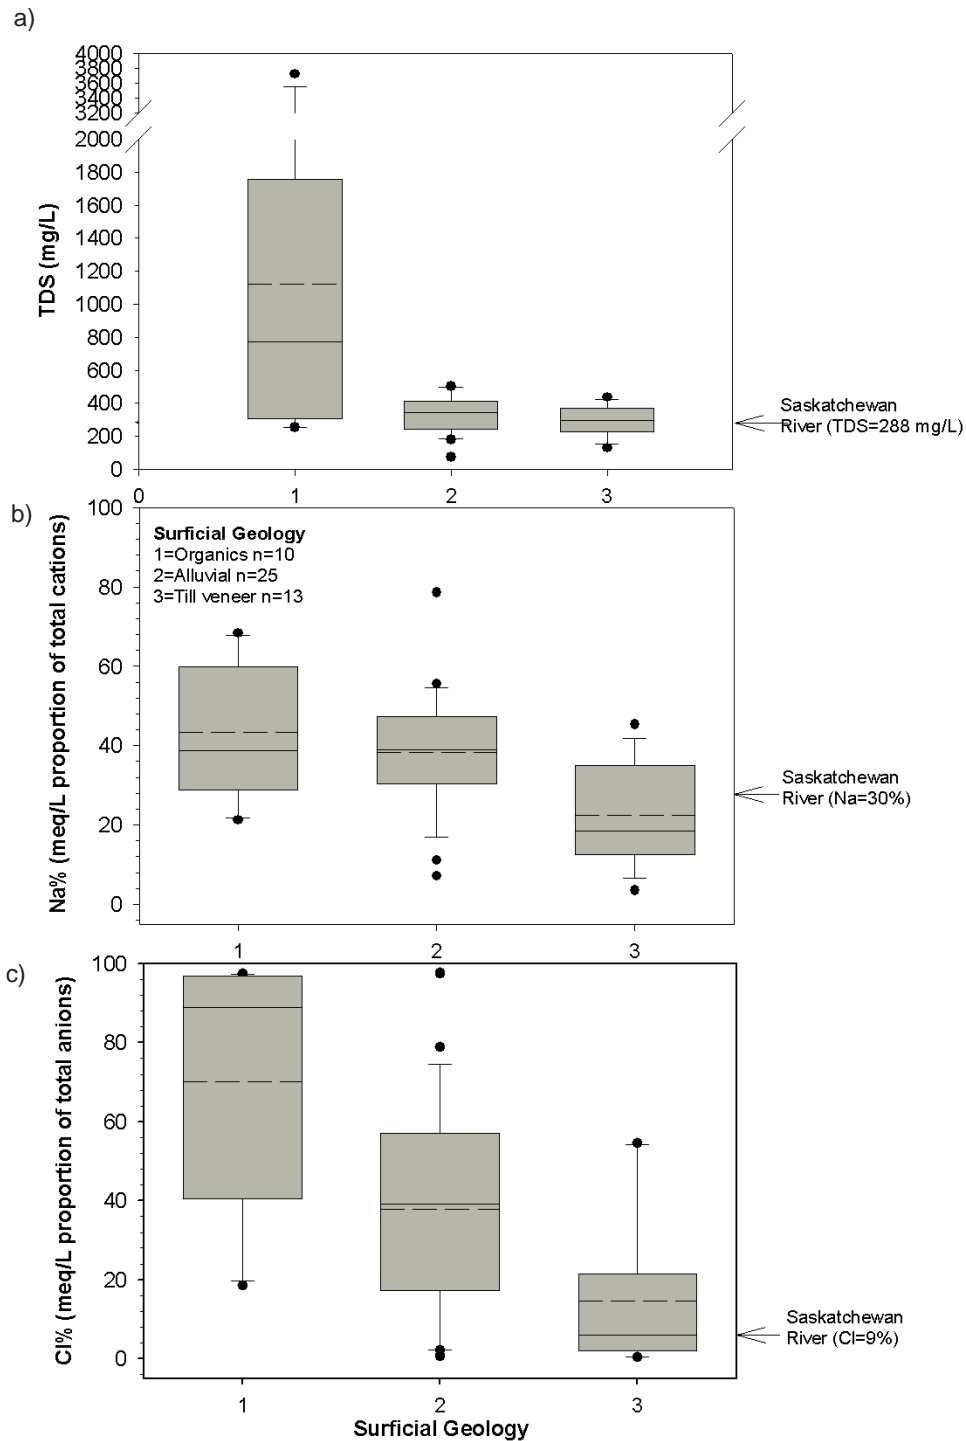 a)
4000
3800
3600
3400
3200
2000
1800
1600
1400
1200
1000
800
600
400
200
0
TDS (mg/L)
Saskatchewan
River (TDS=288 mg/L)
0 1 2 3
b)
100
80
60
40
20
0
Na% (meq/L proportion of total cations)
Surficial Geology
1=Organics n=10
2=Alluvial n=25
3=Till veneer n=13
Saskatchewan
River (Na=30%)
1 2 3
c)
100
80
60
40
20
0
Cl% (meq/L proportion of total anions)
Saskatchewan
River (Cl=9%)
1 2 3
Surficial Geology